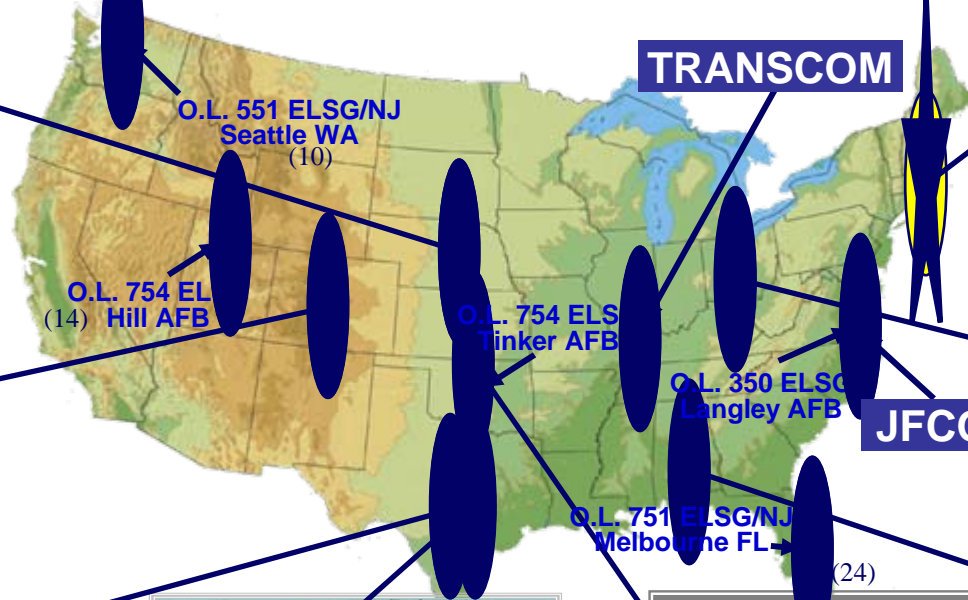 TRANSCOM
O.L. 551 ELSG/NJ
Seattle WA
(10)
O.L. 754 EL
(14) Hill AFB
O.L. 754 ELS
Tinker AFB
O.L. 350 ELSG
Langley AFB
JFCO
O.L. 751 ELSG/NJ
Melbourne FL
(24)